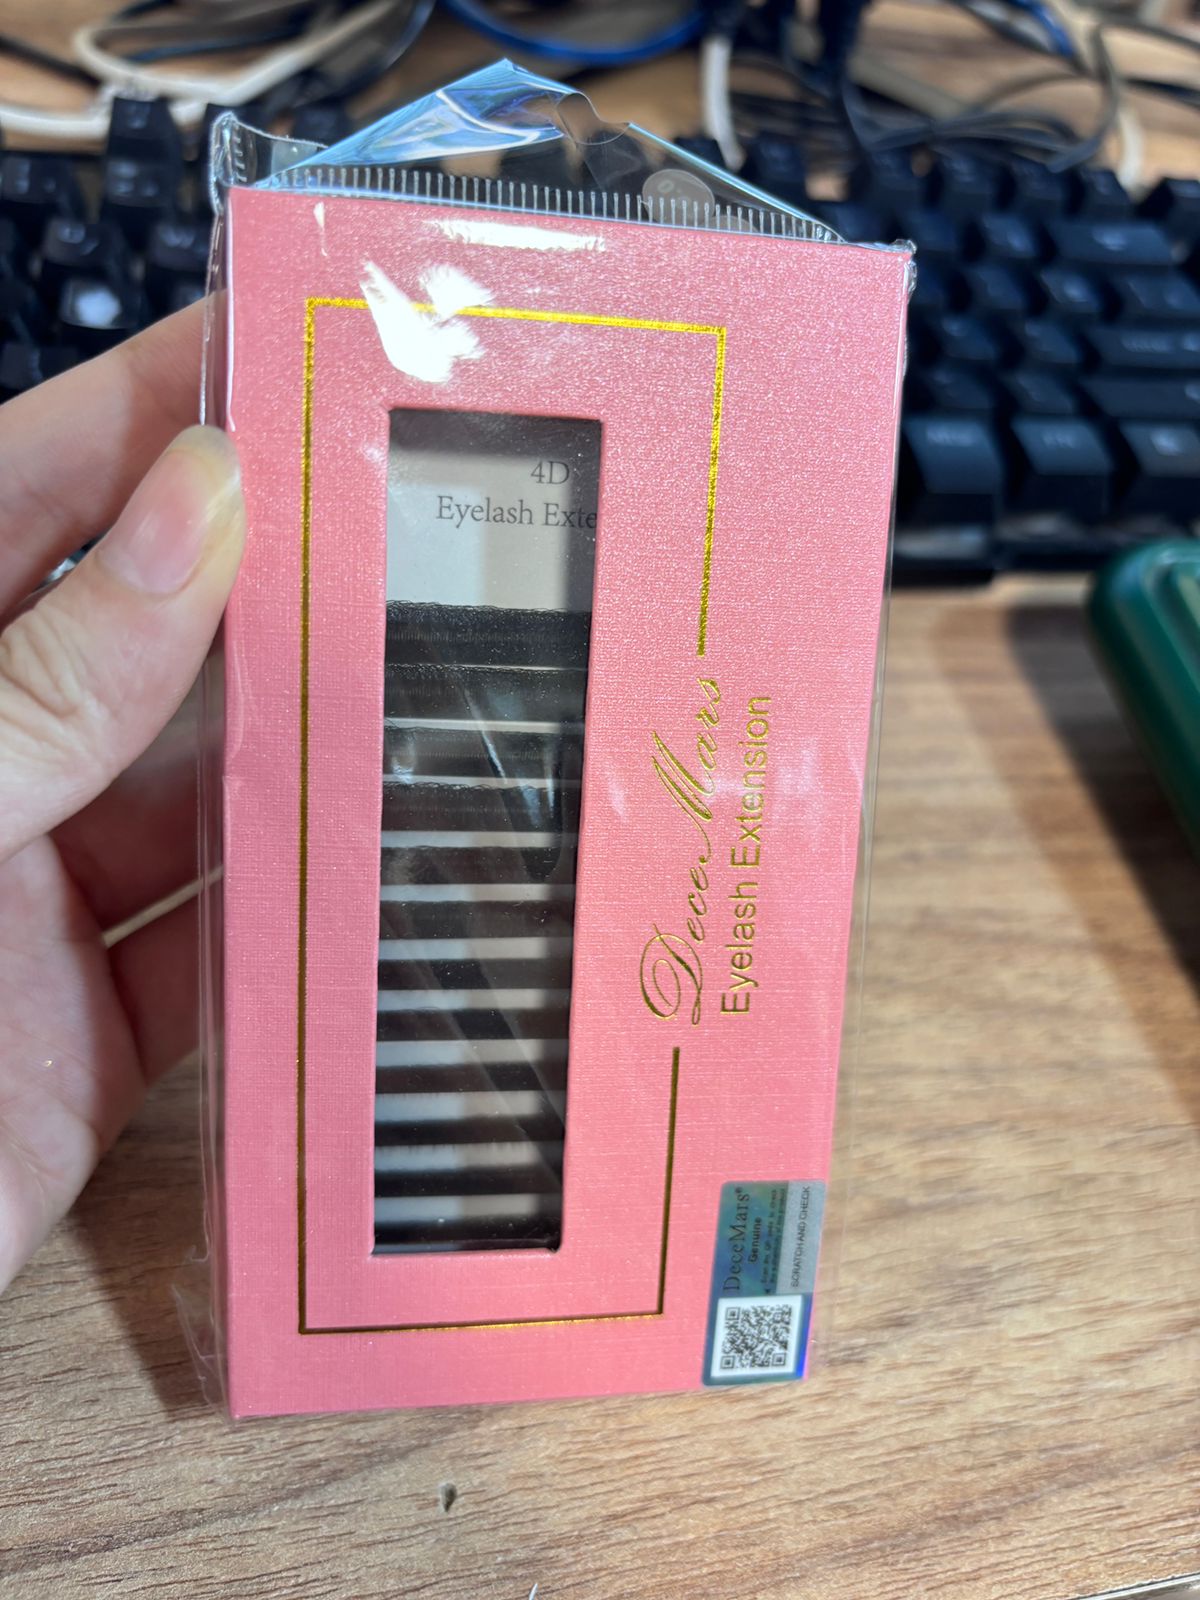 4D
Eyelash Exte
DeceMars
Eyelash Extension
DeceMars®
Genuine
SCRATCH AND CHECK